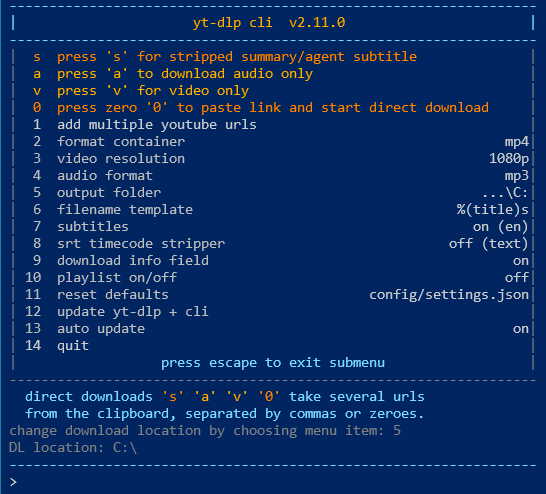 yt-dlp cli  v2.11.0
s  press 's' for stripped summary/agent subtitle
a  press 'a' to download audio only
v  press 'v' for video only
0  press zero '0' to paste link and start direct download
1  add multiple youtube urls
2  format container  mp4
3  video resolution  1080p
4  audio format  mp3
5  output folder  ...\C:
6  filename template  %(title)s
7  subtitles  on (en)
8  srt timecode stripper  off (text)
9  download info field  on
10  playlist on/off  off
11  reset defaults  config/settings.json
12  update yt-dlp + cli
13  auto update  on
14  quit
press escape to exit submenu
direct downloads 's' 'a' 'v' '0' take several urls
from the clipboard, separated by commas or zeroes.
change download location by choosing menu item: 5
DL location: C:\
>